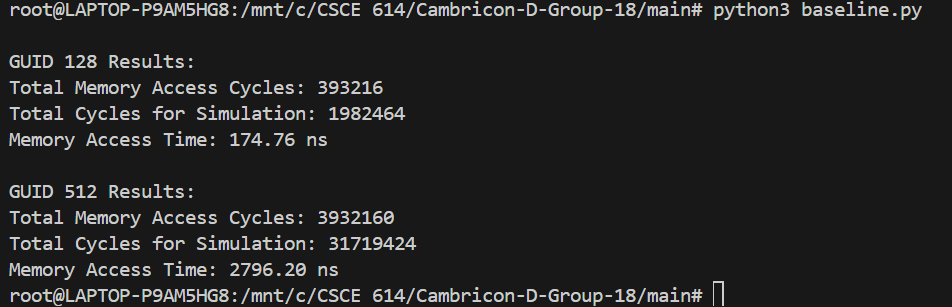 root@LAPTOP-P9AM5HG8:/mnt/c/CSCE 614/Cambricon-D-Group-18/main# python3 baseline.py
GUID 128 Results:
Total Memory Access Cycles: 393216
Total Cycles for Simulation: 1982464
Memory Access Time: 174.76 ns
GUID 512 Results:
Total Memory Access Cycles: 3932160
Total Cycles for Simulation: 31719424
Memory Access Time: 2796.20 ns
root@LAPTOP-P9AM5HG8:/mnt/c/CSCE 614/Cambricon-D-Group-18/main#